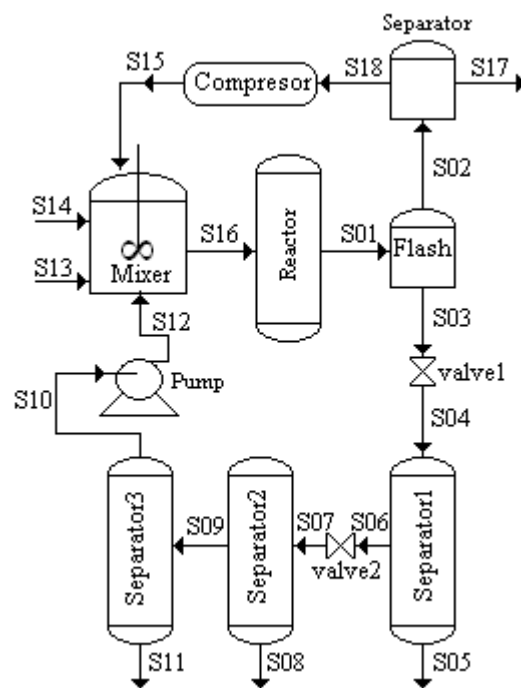 Separator
S15
Compresor
S18
S17
S02
S14
S16
Reactor
S01
Flash
S13
Mixer
S12
S03
S10
Pump
valve1
S04
Separator3
S09
Separator2
S07
S06
valve2
Separator1
S11
S08
S05